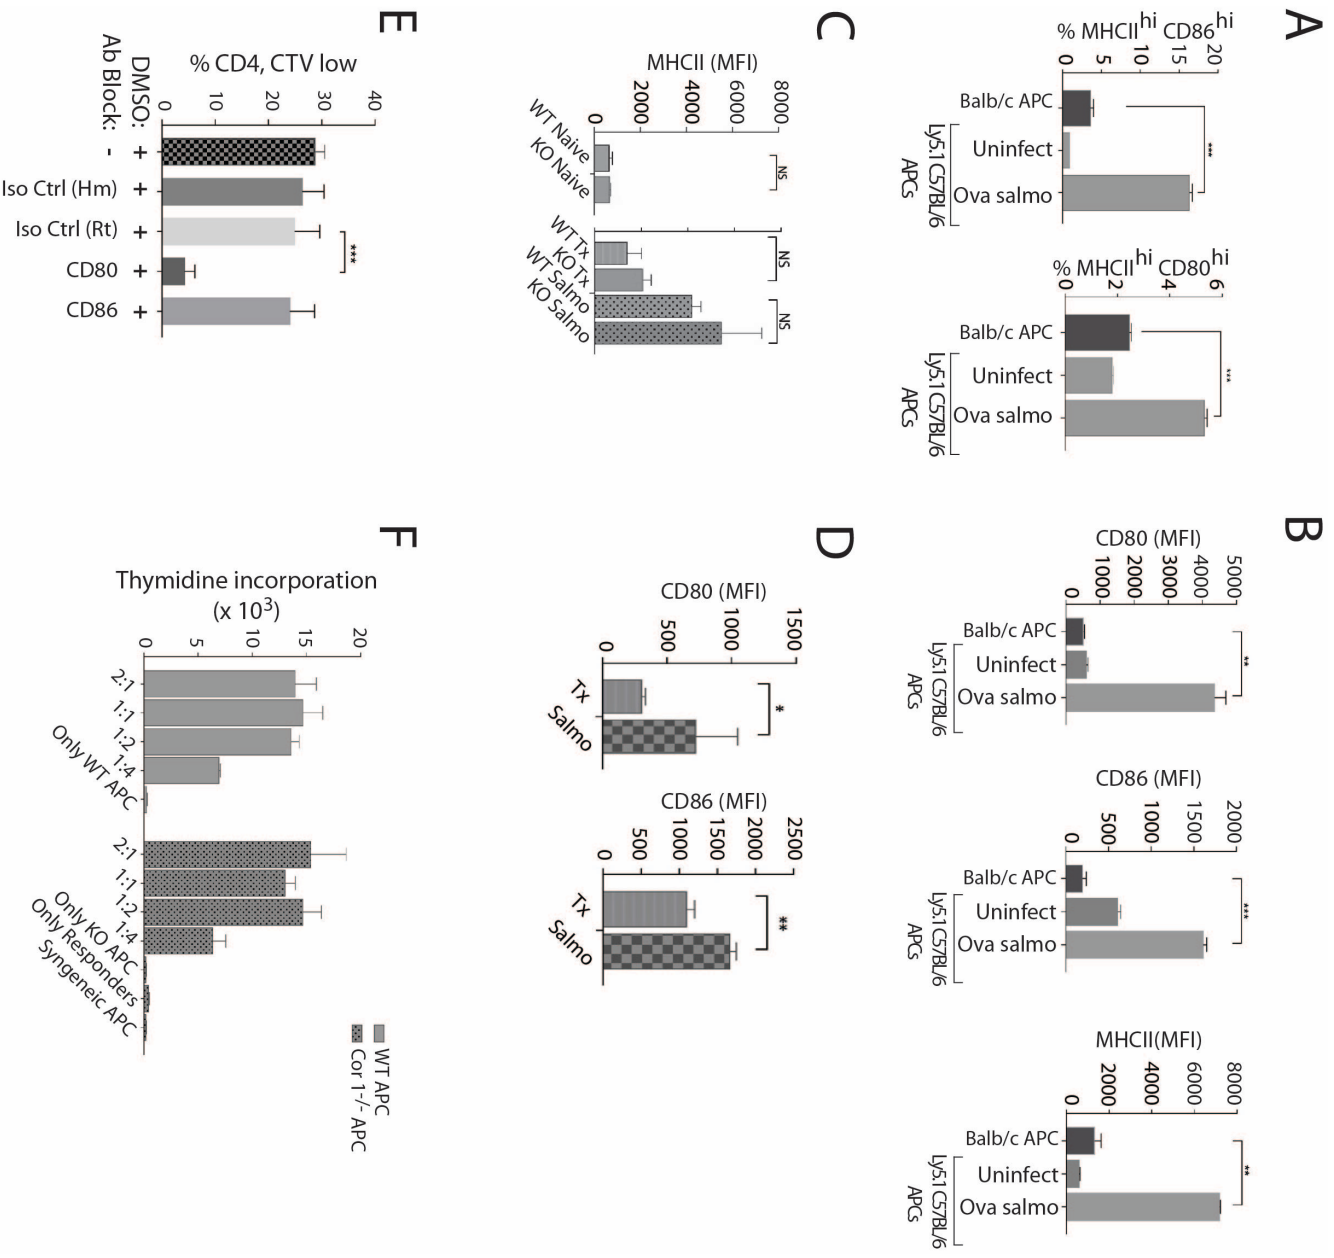 A
% MHCII^hi CD86^hi
0 5 10 15 20
Balb/c APC
Uninfect
Ova salmo
Ly5.1 C57BL/6
APCs
***
% MHCII^hi CD80^hi
0 2 4 6
Balb/c APC
Uninfect
Ova salmo
Ly5.1 C57BL/6
APCs
***
B
CD80 (MFI)
0 1000 2000 3000 4000 5000
Balb/c APC
Uninfect
Ova salmo
Ly5.1 C57BL/6
APCs
**
CD86 (MFI)
0 500 1000 1500 2000
Balb/c APC
Uninfect
Ova salmo
Ly5.1 C57BL/6
APCs
***
MHCII(MFI)
0 2000 4000 6000 8000
Balb/c APC
Uninfect
Ova salmo
Ly5.1 C57BL/6
APCs
**
C
MHCII (MFI)
0 2000 4000 6000 8000
WT Naive
KO Naive
NS
WT Tx
KO Tx
WT Salmo
KO Salmo
NS
NS
D
CD80 (MFI)
0 500 1000 1500
Tx
Salmo
*
CD86 (MFI)
0 500 1000 1500 2000 2500
Tx
Salmo
**
E
% CD4, CTV low
0 10 20 30 40
DMSO: + + + + +
Ab Block: - Iso Ctrl (Hm) Iso Ctrl (Rt) CD80 CD86
***
F
Thymidine incorporation
(x 10^3)
0 5 10 15 20
2:1
1:1
1:2
1:4
Only WT APC
2:1
1:1
1:2
1:4
Only KO APC
Only Responders
Syngeneic APC
WT APC
Cor 1-/- APC